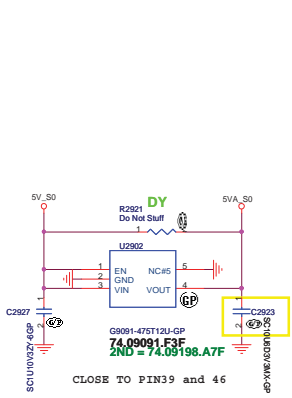 DY
5V_S0
5VA_S0
R2921
Do Not Stuff
1
2
U2902
1 EN
2 GND
3 VIN
NC#5 5
VOUT 4
GP
C2927
1
2
SC1U10V3ZY-6GP
C2923
1
2
SC10U6D3V3MX-GP
G9091-475T12U-GP
74.09091.F3F
2ND = 74.09198.A7F
CLOSE TO PIN39 and 46